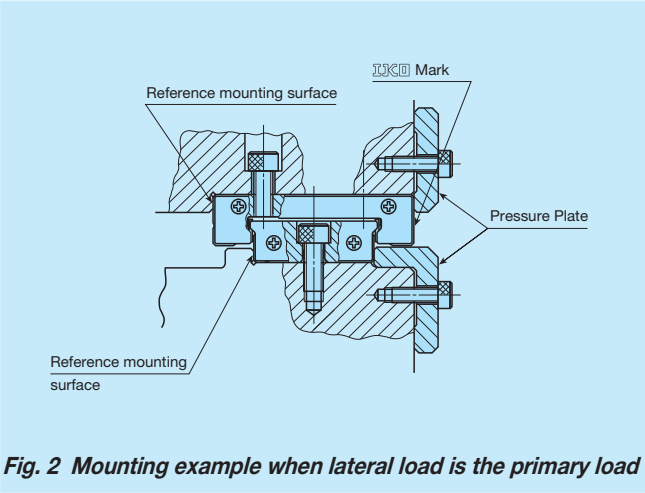 IKO Mark
Reference mounting surface
Pressure Plate
Reference mounting
surface
Fig. 2 Mounting example when lateral load is the primary load